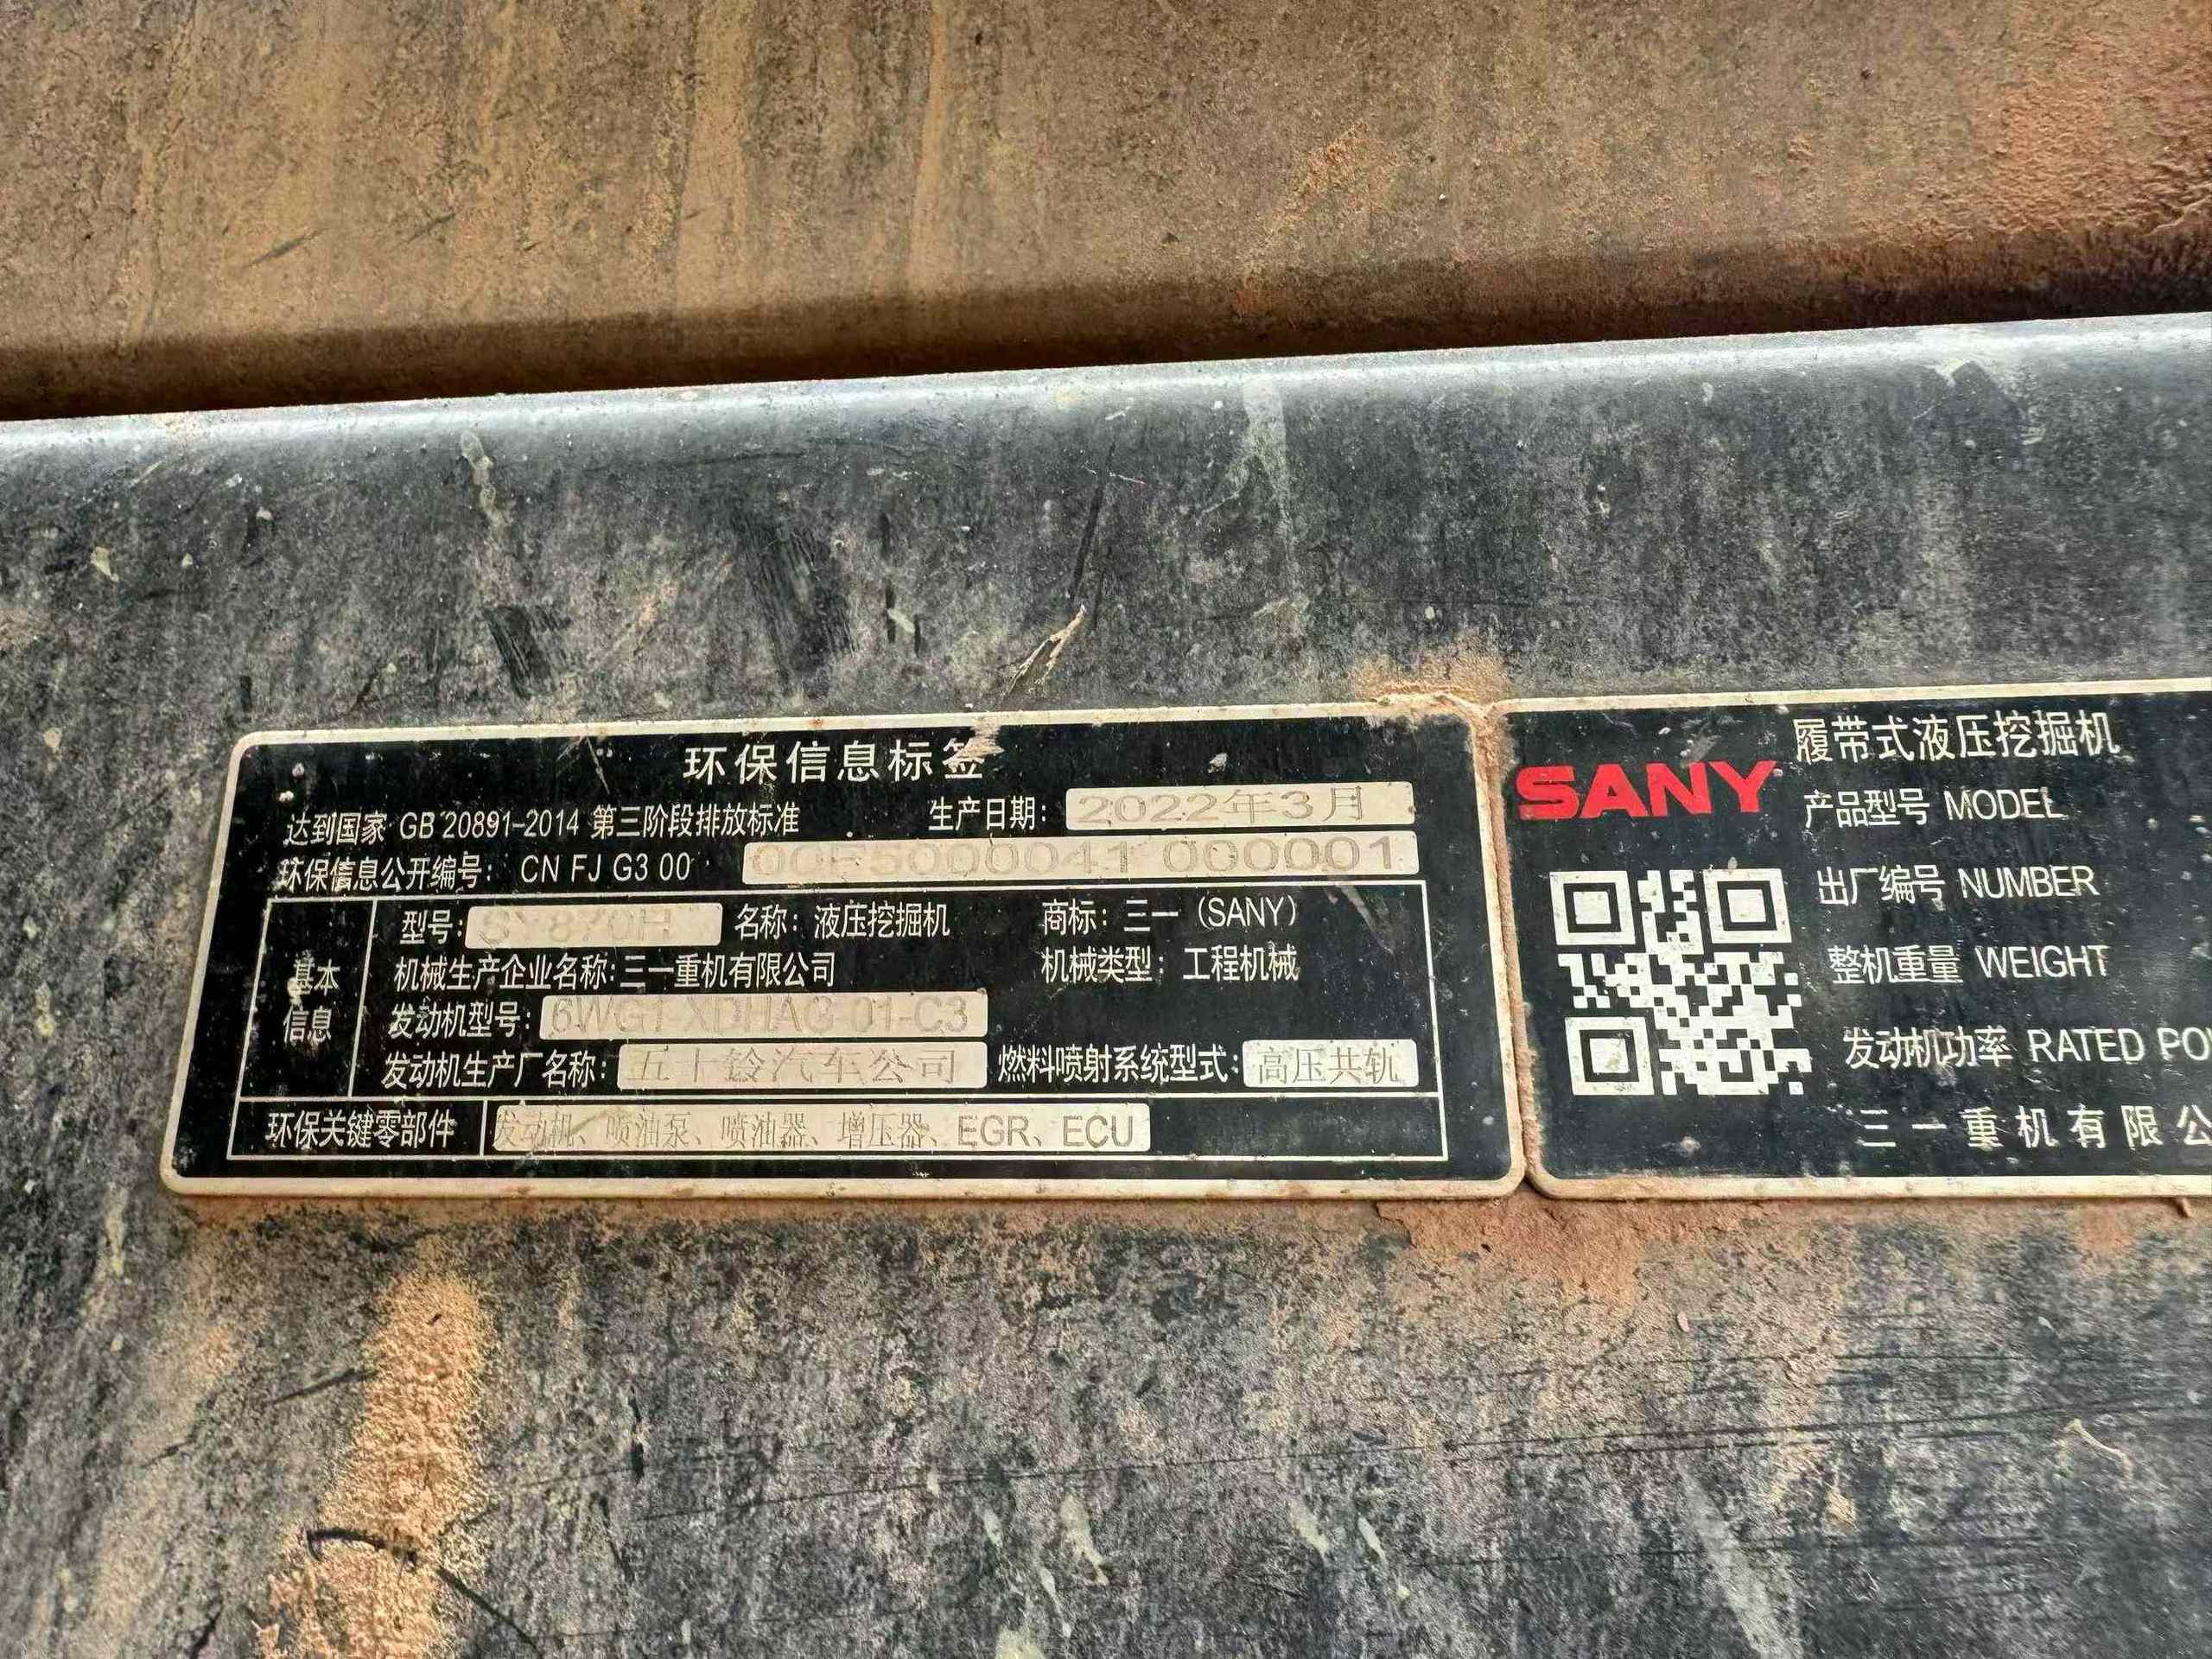 环保信息标签
达到国家 GB 20891-2014 第三阶段排放标准 生产日期: 2022年3月
环保信息公开编号: CN FJ G3 00 000041 000001
基本信息
型号: SY870H 名称: 液压挖掘机 商标: 三一 (SANY)
机械生产企业名称: 三一重机有限公司 机械类型: 工程机械
发动机型号: 6WG1-XDHAG-01-C3
发动机生产厂名称: 五十铃汽车公司 燃料喷射系统型式: 高压共轨
环保关键零部件 发动机、喷油泵、喷油器、增压器、EGR、ECU
SANY
履带式液压挖掘机
产品型号 MODEL
出厂编号 NUMBER
整机重量 WEIGHT
发动机功率 RATED
三一重机有限